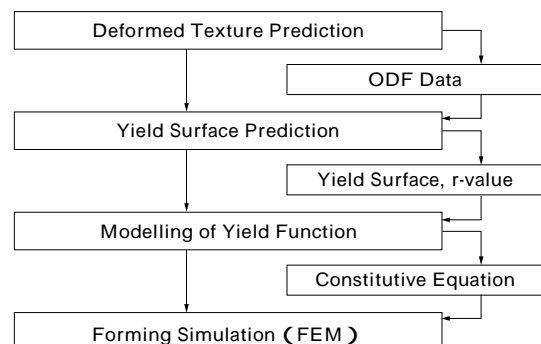 Deformed Texture Prediction
ODF Data
Yield Surface Prediction
Yield Surface, r-value
Modelling of Yield Function
Constitutive Equation
Forming Simulation (FEM)